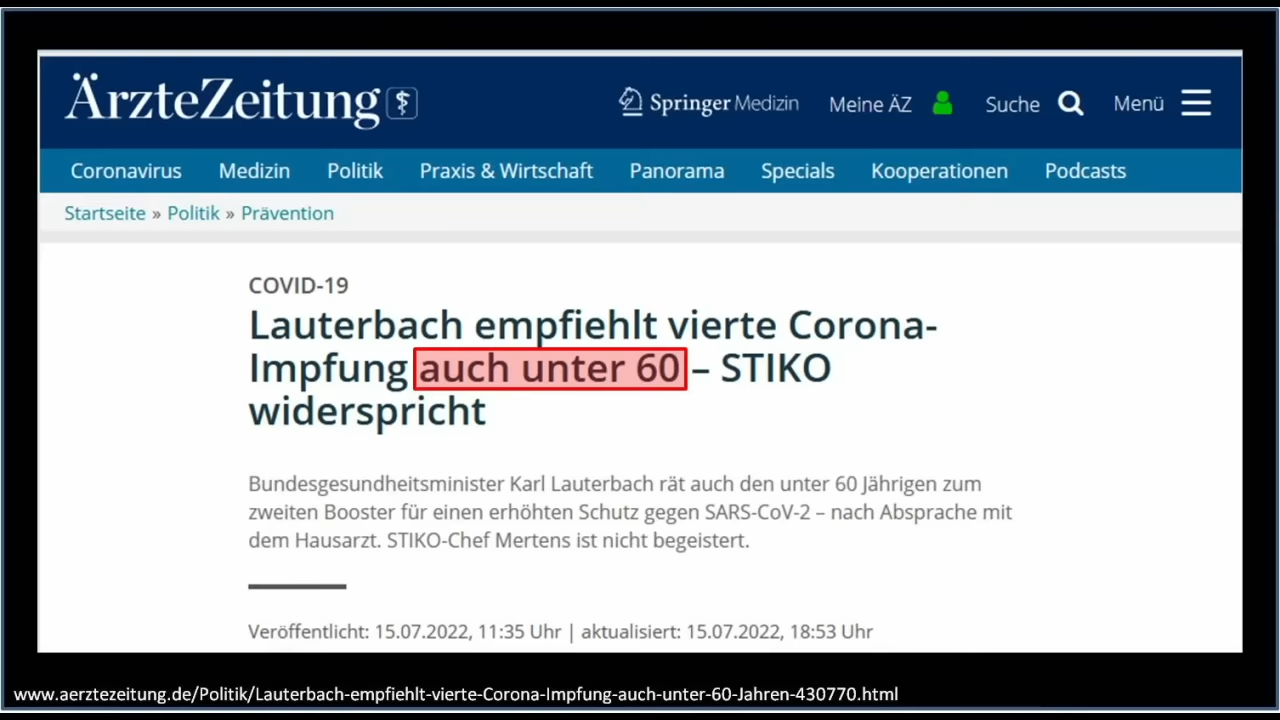 ÄrzteZeitung
Springer Medizin Meine ÄZ Suche Menü
Coronavirus Medizin Politik Praxis & Wirtschaft Panorama Specials Kooperationen Podcasts
Startseite » Politik » Prävention
COVID-19
Lauterbach empfiehlt vierte Corona-
Impfung auch unter 60 – STIKO
widerspricht
Bundesgesundheitsminister Karl Lauterbach rät auch den unter 60 Jährigen zum
zweiten Booster für einen erhöhten Schutz gegen SARS-CoV-2 – nach Absprache mit
dem Hausarzt. STIKO-Chef Mertens ist nicht begeistert.
Veröffentlicht: 15.07.2022, 11:35 Uhr | aktualisiert: 15.07.2022, 18:53 Uhr
www.aerztezeitung.de/Politik/Lauterbach-empfiehlt-vierte-Corona-Impfung-auch-unter-60-Jahren-430770.html